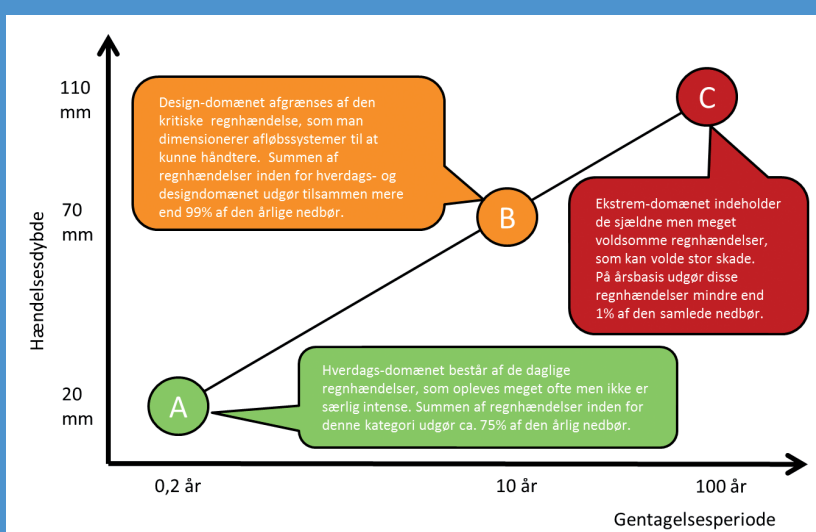 110
mm
Design-domænet afgrænses af den
kritiske regnhændelse, som man
dimensionerer afløbssystemer til at
kunne håndtere. Summen af
regnhændelser inden for hverdags- og
designdomænet udgør tilsammen mere
end 99% af den årlige nedbør.
C
70
mm
B
Ekstrem-domænet indeholder
de sjældne men meget
voldsomme regnhændelser,
som kan volde stor skade.
På årsbasis udgør disse
regnhændelser mindre end
1% af den samlede nedbør.
Hændelsesdybde
20
mm
A
Hverdags-domænet består af de daglige
regnhændelser, som opleves meget ofte men ikke er
særlig intense. Summen af regnhændelser inden for
denne kategori udgør ca. 75% af den årlig nedbør.
0,2 år
10 år
100 år
Gentagelsesperiode